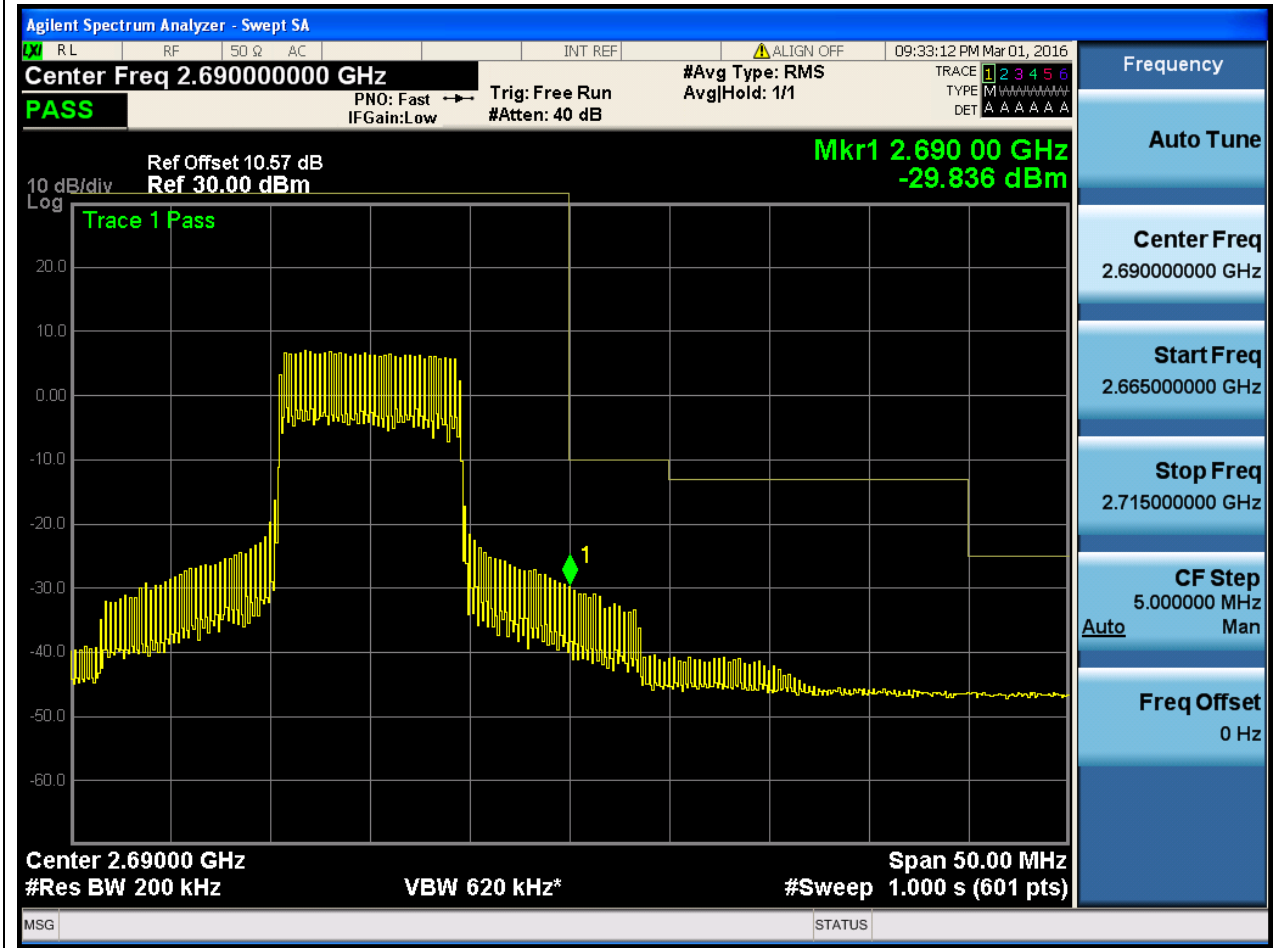 Agilent Spectrum Analyzer - Swept SA
LXI RL RF 50 Ω AC INT REF ALIGN OFF 09:33:12 PM Mar 01, 2016
Center Freq 2.690000000 GHz
PASS
PNO: Fast
IFGain:Low
Trig: Free Run
#Atten: 40 dB
#Avg Type: RMS
Avg|Hold: 1/1
TRACE 1 2 3 4 5 6
TYPE M
DET A A A A A A
Mkr1 2.690 00 GHz
-29.836 dBm
Ref Offset 10.57 dB
10 dB/div Ref 30.00 dBm
Log
Trace 1 Pass
20.0
10.0
0.00
-10.0
-20.0
-30.0
-40.0
-50.0
-60.0
1
Center 2.69000 GHz Span 50.00 MHz
#Res BW 200 kHz VBW 620 kHz* #Sweep 1.000 s (601 pts)
MSG STATUS
Frequency
Auto Tune
Center Freq
2.690000000 GHz
Start Freq
2.665000000 GHz
Stop Freq
2.715000000 GHz
CF Step
5.000000 MHz
Auto Man
Freq Offset
0 Hz